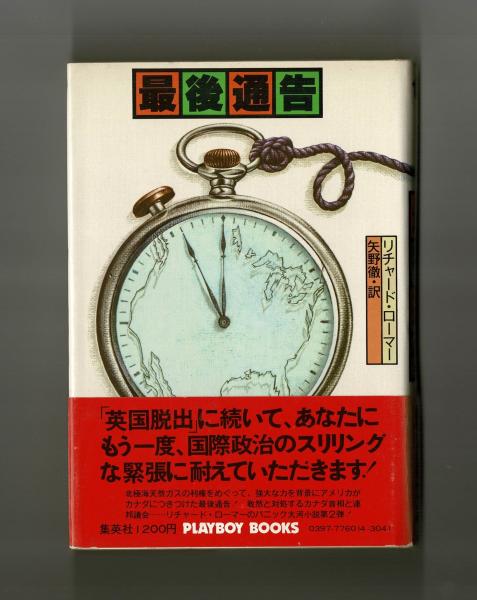 最後通告
リチャード・ローマー
矢野徹・訳
「英国脱出」に続いて、あなたに
もう一度、国際政治のスリリング
な緊張に耐えていただきます!
北極海天然ガスの利権をめぐって、強大な力を背景にアメリカが
カナダにつきつけた最後通告! 敢然と対処するカナダ首相と連
邦議会……リチャード・ローマーのパニック大河小説第2弾!
集英社1200円 PLAYBOY BOOKS 0397-776014-3041